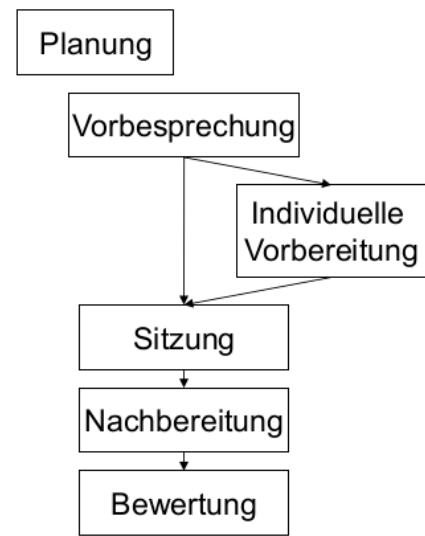 Planung
Vorbesprechung
Individuelle
Vorbereitung
Sitzung
Nachbereitung
Bewertung